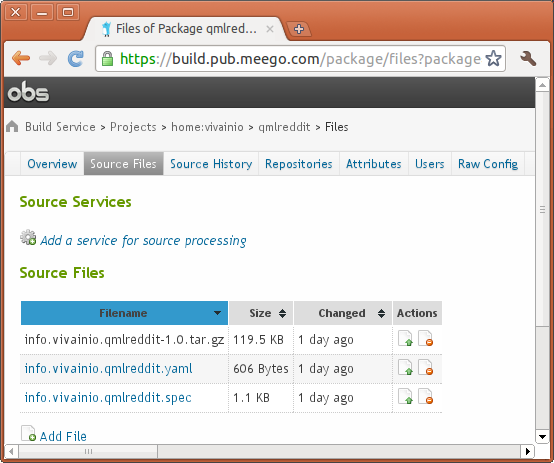 Files of Package qmlred...
https://build.pub.meego.com/package/files?package
obs
Build Service > Projects > home:vivainio > qmlreddit > Files
Overview Source Files Source History Repositories Attributes Users Raw Config
Source Services
Add a service for source processing
Source Files
Filename Size Changed Actions
info.vivainio.qmlreddit-1.0.tar.gz 119.5 KB 1 day ago
info.vivainio.qmlreddit.yaml 606 Bytes 1 day ago
info.vivainio.qmlreddit.spec 1.1 KB 1 day ago
Add File